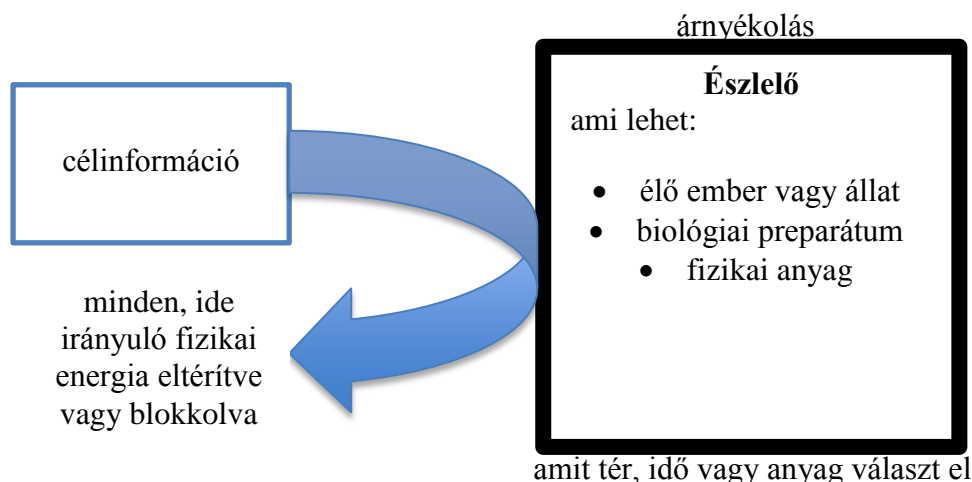 árnyékolás
Észlelő
ami lehet:
célinformáció
• élő ember vagy állat
• biológiai preparátum
• fizikai anyag
minden, ide
irányuló fizikai
energia eltérítve
vagy blokkolva
amit tér, idő vagy anyag választ el